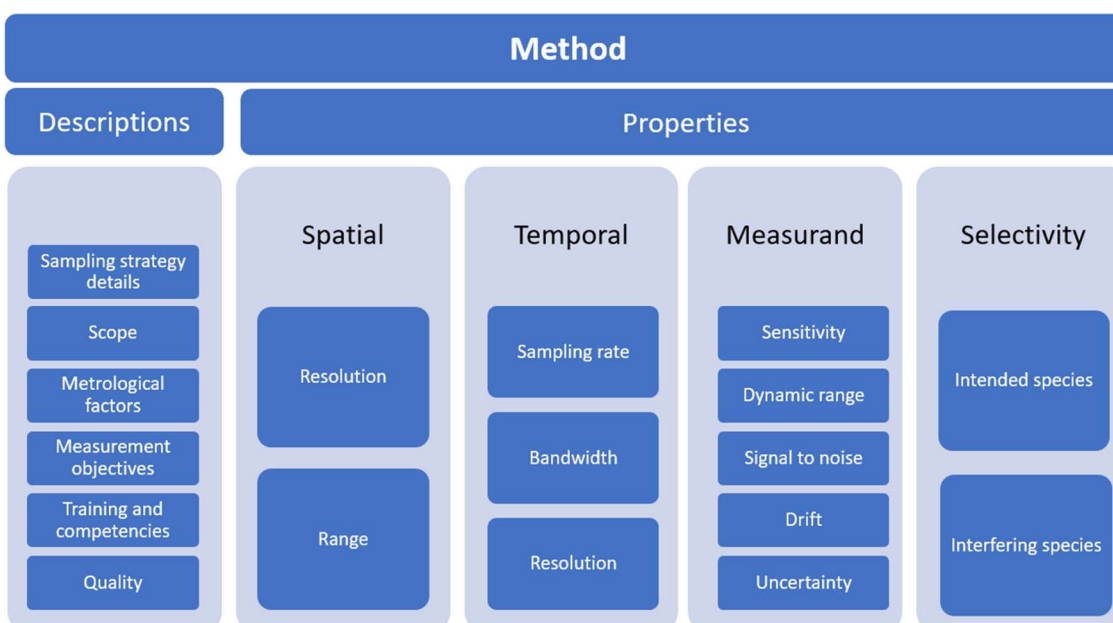 Method
Descriptions
Properties
Sampling strategy
details
Scope
Metrological
factors
Measurement
objectives
Training and
competencies
Quality
Spatial
Resolution
Range
Temporal
Sampling rate
Bandwidth
Resolution
Measurand
Sensitivity
Dynamic range
Signal to noise
Drift
Uncertainty
Selectivity
Intended species
Interfering species